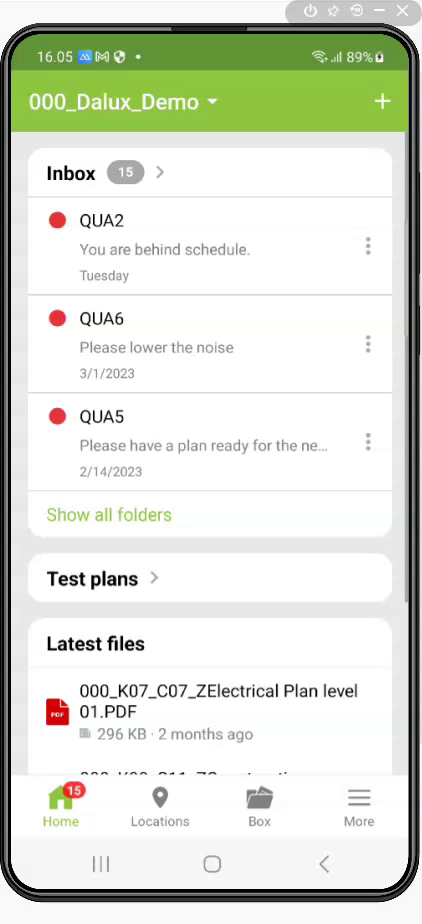 16.05 89%
000_Dalux_Demo
Inbox 15
QUA2
You are behind schedule.
Tuesday
QUA6
Please lower the noise
3/1/2023
QUA5
Please have a plan ready for the ne...
2/14/2023
Show all folders
Test plans
Latest files
000_K07_C07_ZElectrical Plan level
01.PDF
PDF
296 KB · 2 months ago
15
Home Locations Box More